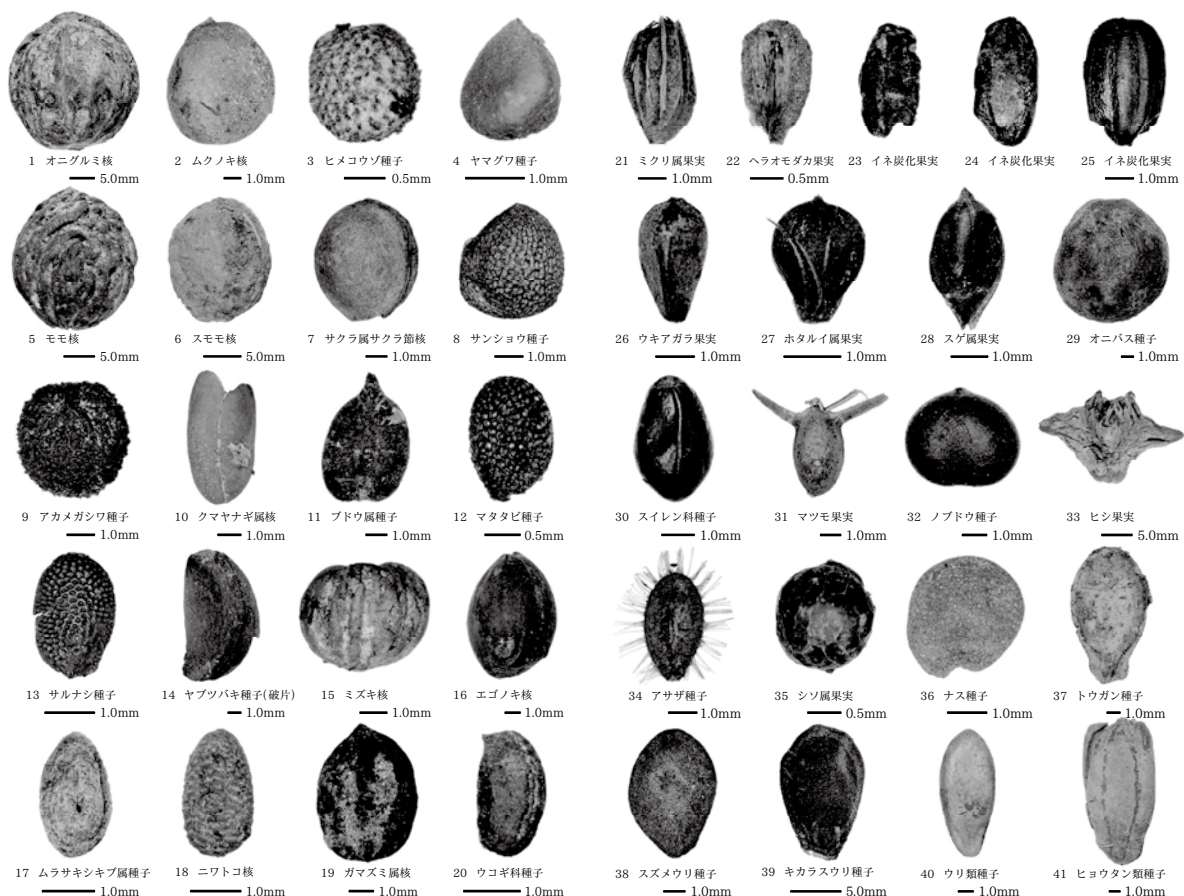 1 オニグルミ核
5.0mm
2 ムクノキ核
1.0mm
3 ヒメコウゾ種子
0.5mm
4 ヤマグワ種子
1.0mm
5 モモ核
5.0mm
6 スモモ核
5.0mm
7 サクラ属サクラ節核
1.0mm
8 サンショウ種子
1.0mm
9 アカメガシワ種子
1.0mm
10 クマヤナギ属核
1.0mm
11 ブドウ属種子
1.0mm
12 マタタビ種子
0.5mm
13 サルナシ種子
1.0mm
14 ヤブツバキ種子(破片)
1.0mm
15 ミズキ核
1.0mm
16 エゴノキ核
1.0mm
17 ムラサキシキブ属種子
1.0mm
18 ニワトコ核
1.0mm
19 ガマズミ属核
1.0mm
20 ウコギ科種子
1.0mm
21 ミクリ属果実
1.0mm
22 ヘラオモダカ果実
0.5mm
23 イネ炭化果実
24 イネ炭化果実
25 イネ炭化果実
1.0mm
26 ウキアガラ果実
1.0mm
27 ホタルイ属果実
1.0mm
28 スゲ属果実
1.0mm
29 オニバス種子
1.0mm
30 スイレン科種子
1.0mm
31 マツモ果実
1.0mm
32 ノブドウ種子
1.0mm
33 ヒシ果実
5.0mm
34 アサザ種子
1.0mm
35 シソ属果実
0.5mm
36 ナス種子
1.0mm
37 トウガン種子
1.0mm
38 スズメウリ種子
1.0mm
39 キカラスウリ種子
5.0mm
40 ウリ類種子
1.0mm
41 ヒョウタン類種子
1.0mm